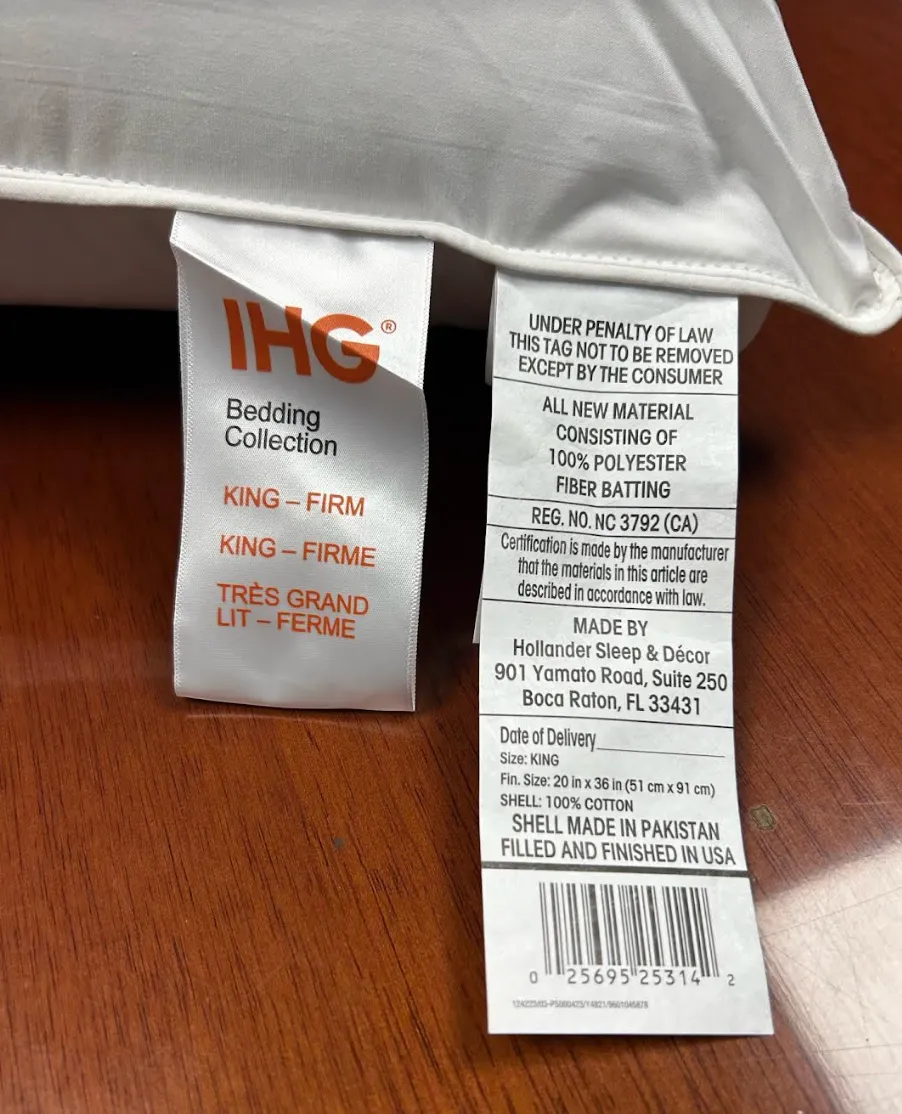 IHG®
Bedding
Collection
KING – FIRM
KING – FIRME
TRÈS GRAND
LIT – FERME
UNDER PENALTY OF LAW
THIS TAG NOT TO BE REMOVED
EXCEPT BY THE CONSUMER
ALL NEW MATERIAL
CONSISTING OF
100% POLYESTER
FIBER BATTING
REG. NO. NC 3792 (CA)
Certification is made by the manufacturer
that the materials in this article are
described in accordance with law.
MADE BY
Hollander Sleep & Décor
901 Yamato Road, Suite 250
Boca Raton, FL 33431
Date of Delivery
Size: KING
Fin. Size: 20 in x 36 in (51 cm x 91 cm)
SHELL: 100% COTTON
SHELL MADE IN PAKISTAN
FILLED AND FINISHED IN USA
0 25695 25314 2